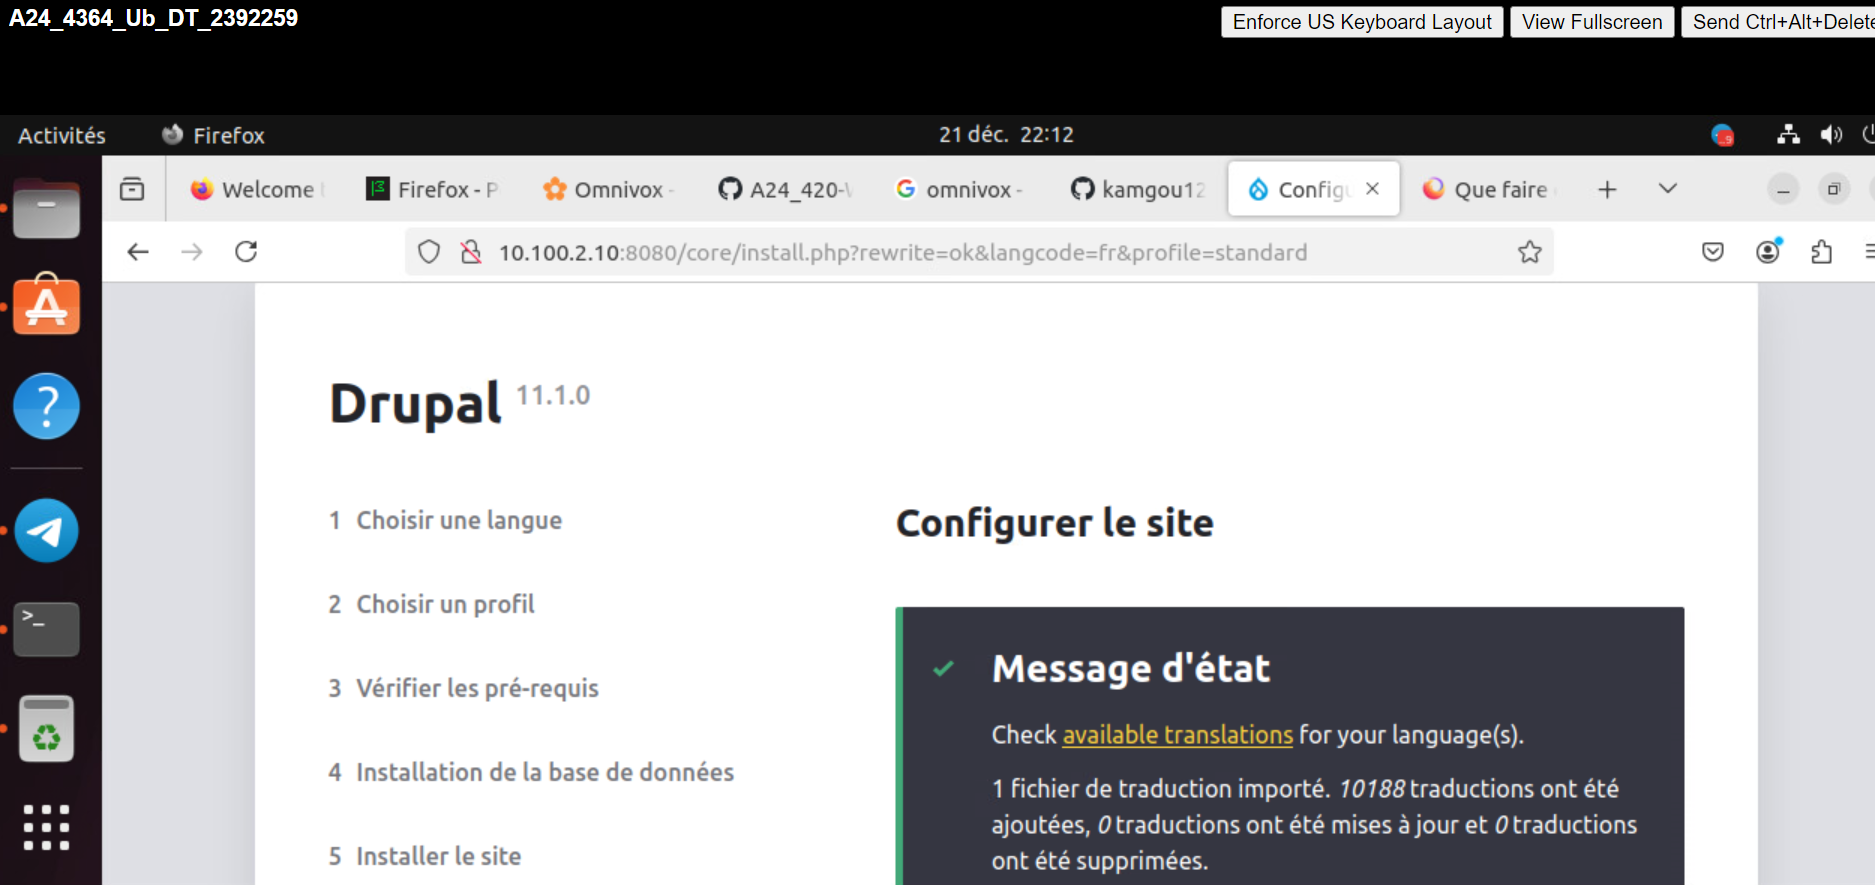 A24_4364_Ub_DT_2392259
Enforce US Keyboard Layout
View Fullscreen
Send Ctrl+Alt+Delete
Activités
Firefox
21 déc. 22:12
Welcome
Firefox - P
Omnivox -
A24_420-
omnivox -
kamgou12
Config
Que faire
10.100.2.10:8080/core/install.php?rewrite=ok&langcode=fr&profile=standard
Drupal 11.1.0
1 Choisir une langue
2 Choisir un profil
3 Vérifier les pré-requis
4 Installation de la base de données
5 Installer le site
Configurer le site
Message d'état
Check available translations for your language(s).
1 fichier de traduction importé. 10188 traductions ont été
ajoutées, 0 traductions ont été mises à jour et 0 traductions
ont été supprimées.